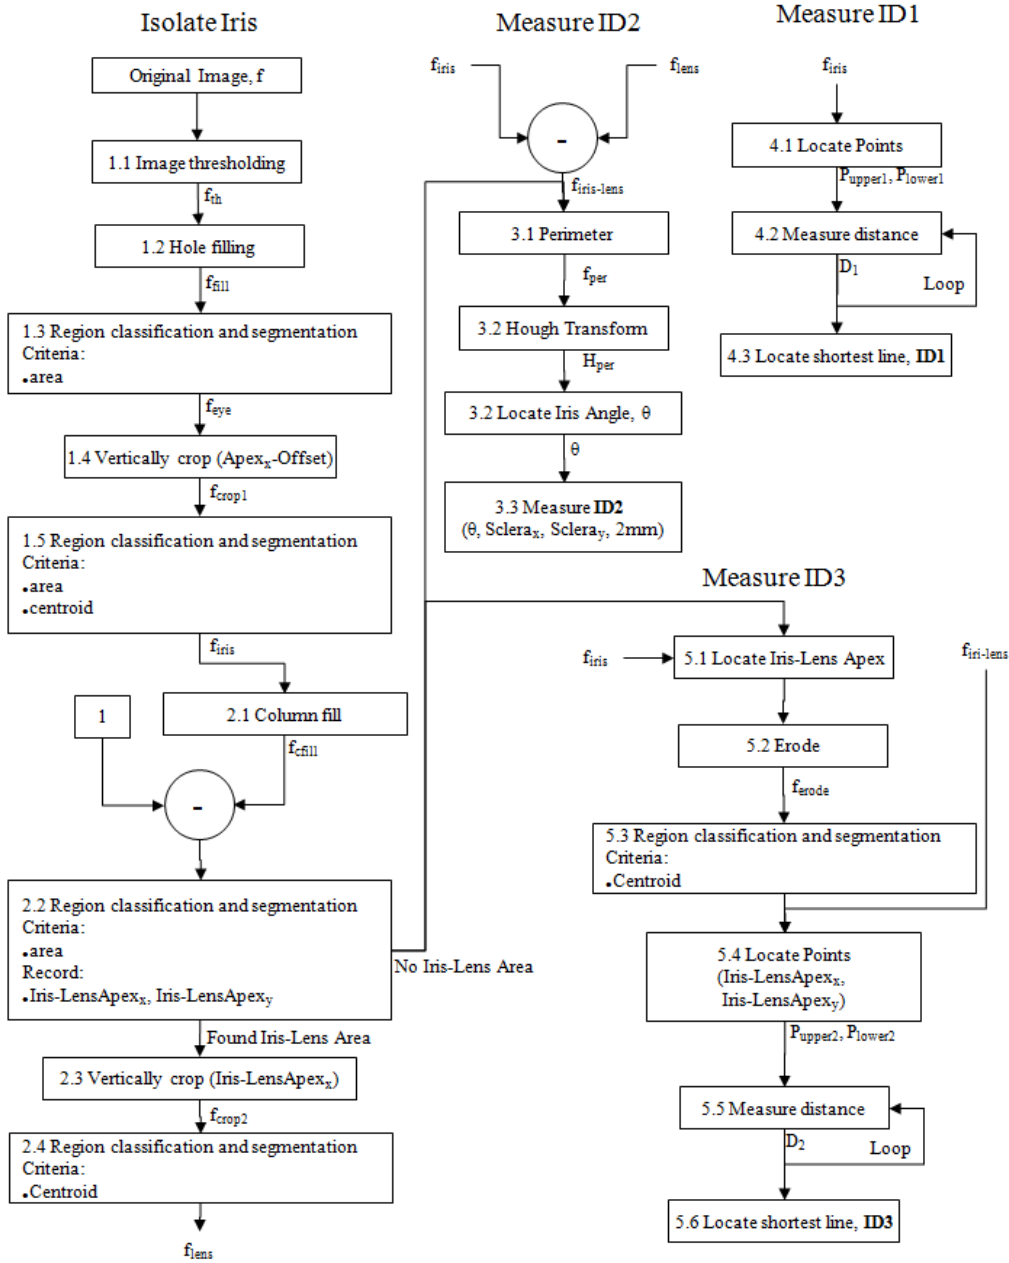 Isolate Iris
Original Image, f
1.1 Image thresholding
fth
1.2 Hole filling
ffill
1.3 Region classification and segmentation
Criteria:
•area
feye
1.4 Vertically crop (Apexx-Offset)
fcrop1
1.5 Region classification and segmentation
Criteria:
•area
•centroid
firis
1
2.1 Column fill
fcfill
-
2.2 Region classification and segmentation
Criteria:
•area
Record:
•Iris-LensApexx, Iris-LensApexy
No Iris-Lens Area
Found Iris-Lens Area
2.3 Vertically crop (Iris-LensApexx)
fcrop2
2.4 Region classification and segmentation
Criteria:
•Centroid
flens
Measure ID2
firis
flens
-
firis-lens
3.1 Perimeter
fper
3.2 Hough Transform
Hper
3.2 Locate Iris Angle, θ
θ
3.3 Measure ID2
(θ, Sclerax, Scleray, 2mm)
Measure ID1
firis
4.1 Locate Points
Pupper1, Plower1
4.2 Measure distance
D1
Loop
4.3 Locate shortest line, ID1
Measure ID3
firis
5.1 Locate Iris-Lens Apex
firi-lens
5.2 Erode
ferode
5.3 Region classification and segmentation
Criteria:
•Centroid
5.4 Locate Points
(Iris-LensApexx,
Iris-LensApexy)
Pupper2, Plower2
5.5 Measure distance
D2
Loop
5.6 Locate shortest line, ID3